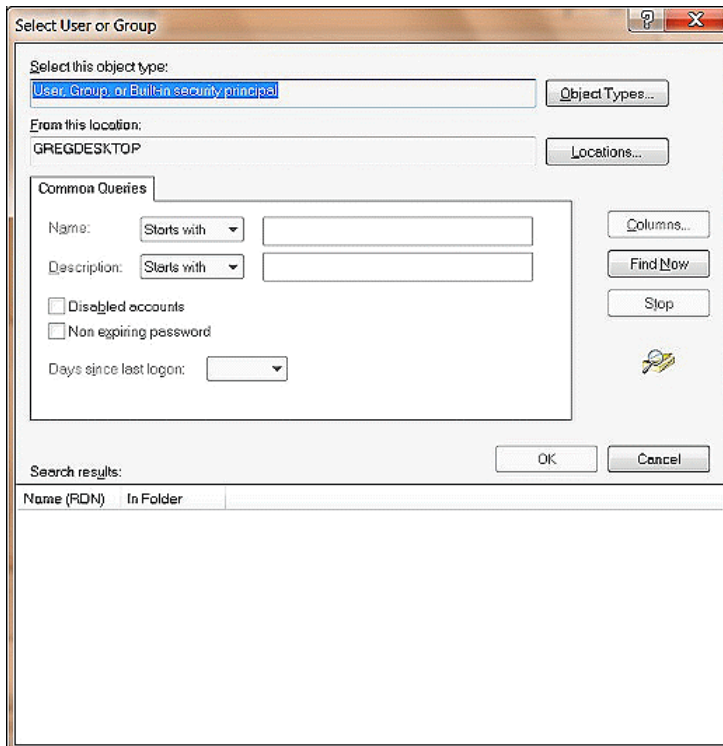 Select User or Group
Select this object type:
User, Group, or Built-in security principal
Object Types...
From this location:
GREGDESKTOP
Locations...
Common Queries
Name: Starts with
Columns...
Description: Starts with
Find Now
Disabled accounts
Stop
Non expiring password
Days since last logon:
OK Cancel
Search results:
Name (RDN) In Folder